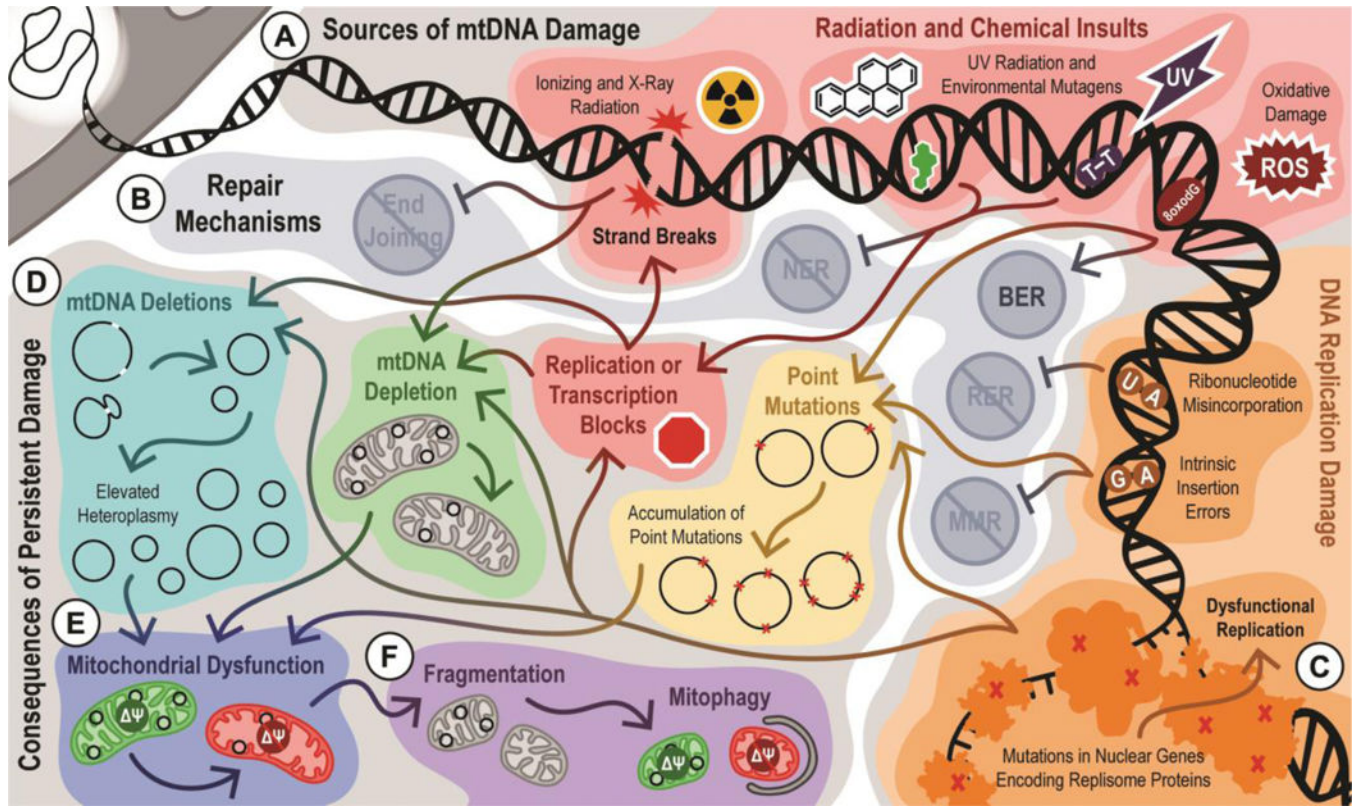 A
Sources of mtDNA Damage
Radiation and Chemical Insults
Ionizing and X-Ray
Radiation
UV Radiation and
Environmental Mutagens
UV
Oxidative
Damage
ROS
T-T
8oxodG
B
Repair
Mechanisms
End
Joining
Strand Breaks
NER
BER
RER
MMR
DNA Replication Damage
U A
Ribonucleotide
Misincorporation
G A
Intrinsic
Insertion
Errors
Consequences of Persistent Damage
D
mtDNA Deletions
Elevated
Heteroplasmy
mtDNA
Depletion
Replication or
Transcription
Blocks
Point
Mutations
Accumulation of
Point Mutations
Dysfunctional
Replication
C
Mutations in Nuclear Genes
Encoding Replisome Proteins
E
Mitochondrial Dysfunction
ΔΨ
ΔΨ
F
Fragmentation
Mitophagy
ΔΨ
ΔΨ